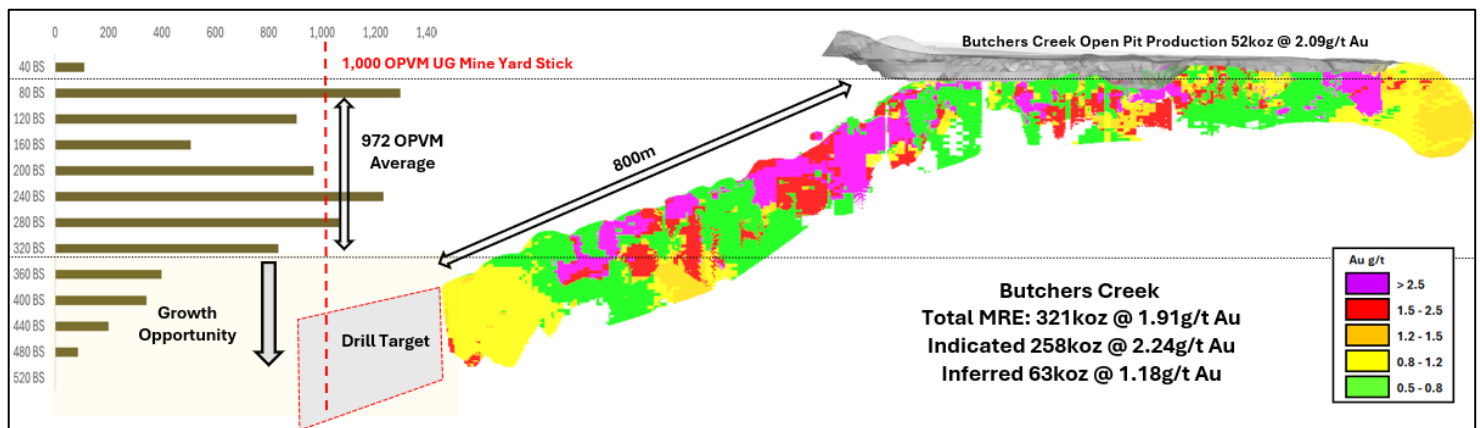 0 200 400 600 800 1,000 1,200 1,40
40 BS
80 BS
120 BS
160 BS
200 BS
240 BS
280 BS
320 BS
360 BS
400 BS
440 BS
480 BS
520 BS
1,000 OPVM UG Mine Yard Stick
972 OPVM
Average
Growth
Opportunity
Drill Target
800m
Butchers Creek Open Pit Production 52koz @ 2.09g/t Au
Butchers Creek
Total MRE: 321koz @ 1.91g/t Au
Indicated 258koz @ 2.24g/t Au
Inferred 63koz @ 1.18g/t Au
Au g/t
> 2.5
1.5 - 2.5
1.2 - 1.5
0.8 - 1.2
0.5 - 0.8